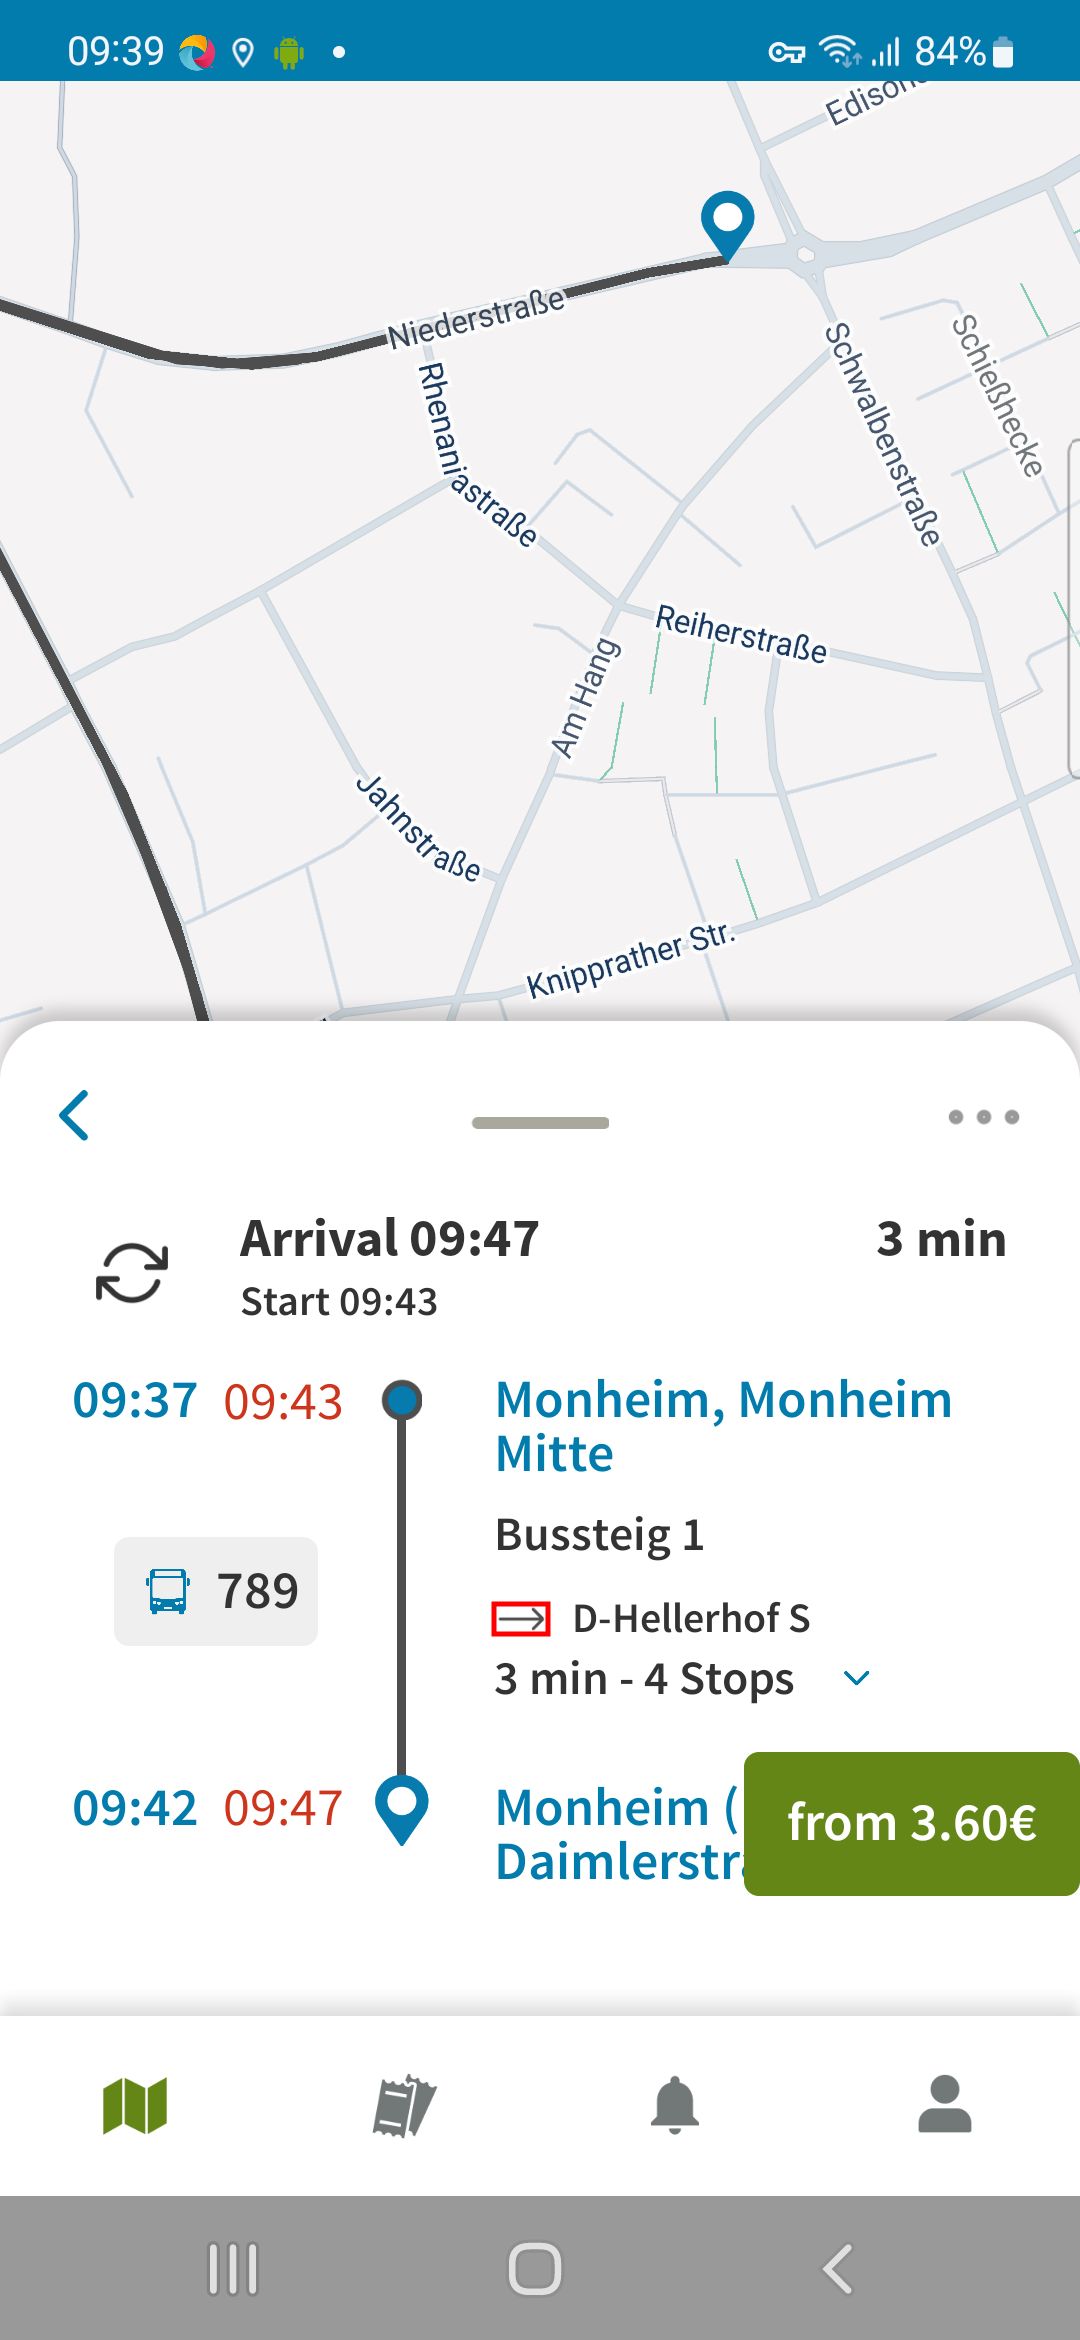 09:39
84%
Niederstraße
Rhenaniastraße
Schwalbenstraße
Schießhecke
Reiherstraße
Am Hang
Jahnstraße
Knipprather Str.
Arrival 09:47
3 min
Start 09:43
09:37 09:43
Monheim, Monheim
Mitte
Bussteig 1
789
D-Hellerhof S
3 min - 4 Stops
09:42 09:47
Monheim (
from 3.60€